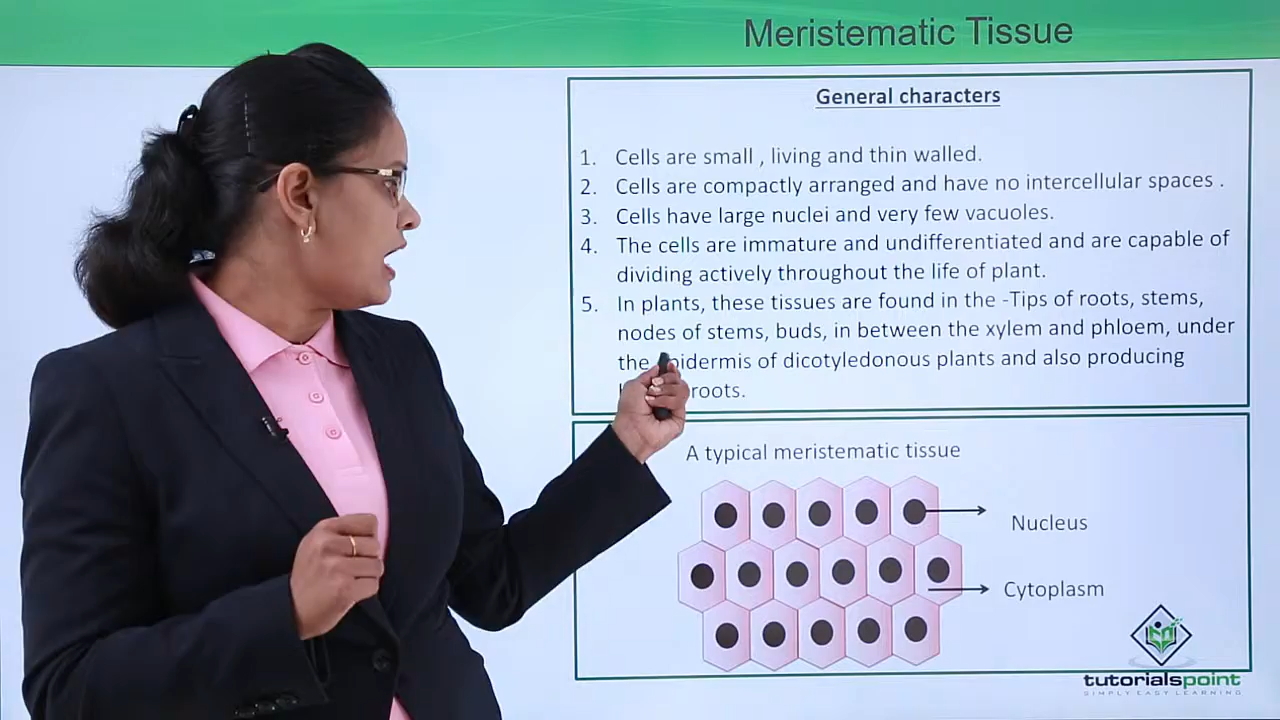 Meristematic Tissue
General characters
1. Cells are small , living and thin walled.
2. Cells are compactly arranged and have no intercellular spaces .
3. Cells have large nuclei and very few vacuoles.
4. The cells are immature and undifferentiated and are capable of
dividing actively throughout the life of plant.
5. In plants, these tissues are found in the -Tips of roots, stems,
nodes of stems, buds, in between the xylem and phloem, under
the epidermis of dicotyledonous plants and also producing
roots.
A typical meristematic tissue
Nucleus
Cytoplasm
tutorialspoint
SIMPLY EASY LEARNING